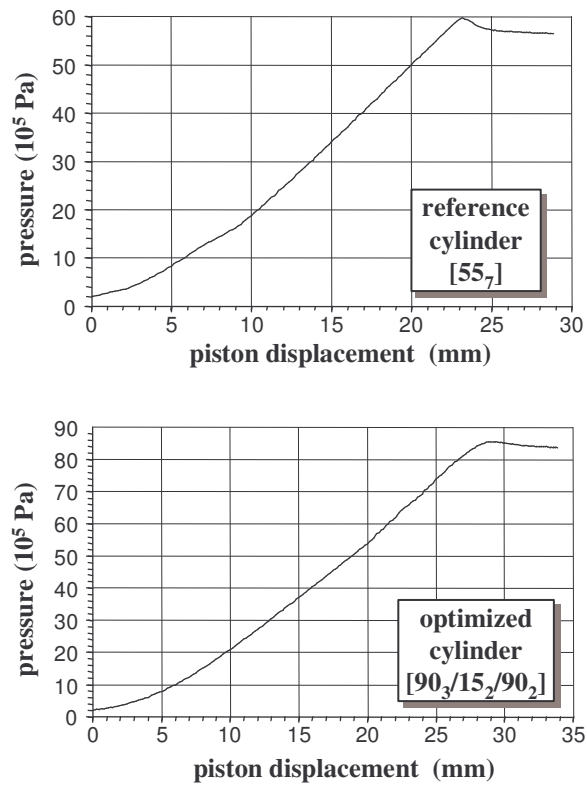 60
50
40
30
20
10
0
pressure (10⁵ Pa)
reference
cylinder
[55₇]
0 5 10 15 20 25 30
piston displacement (mm)
90
80
70
60
50
40
30
20
10
0
pressure (10⁵ Pa)
optimized
cylinder
[90₃/15₂/90₂]
0 5 10 15 20 25 30 35
piston displacement (mm)